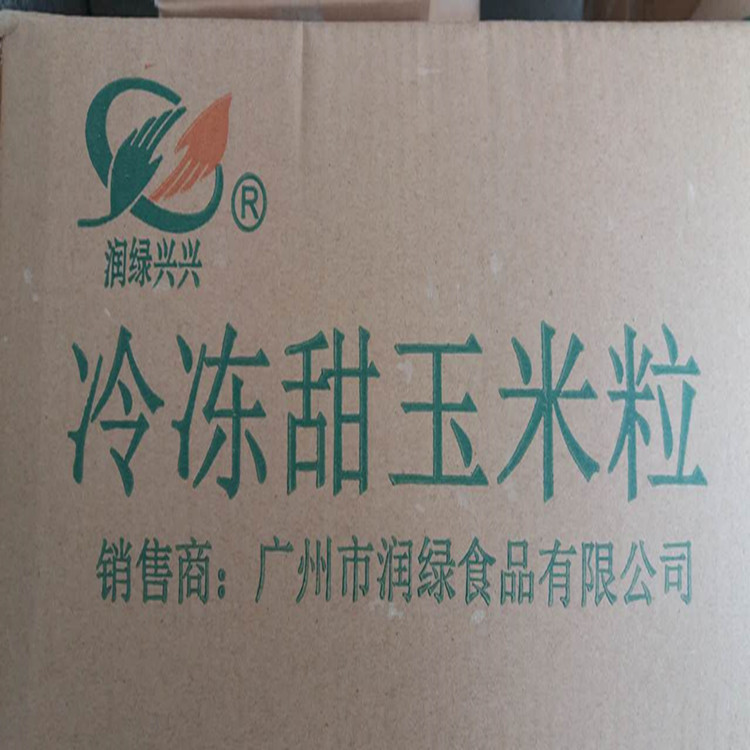 ®
润绿兴兴
冷冻甜玉米粒
销售商：广州市润绿食品有限公司